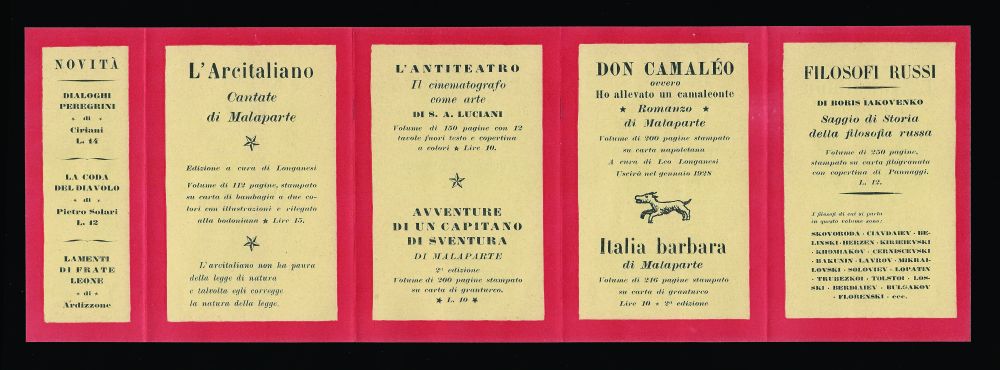 NOVITÀ
DIALOGHI
PEREGRINI
• di •
Ciriani
L. 14
LA CODA
DEL DIAVOLO
• di •
Pietro Solari
L. 12
LAMENTI
DI FRATE
LEONE
• di •
Ardizzone
L'Arcitaliano
Cantate
di Malaparte
Edizione a cura di Longanesi
Volume di 112 pagine, stampato
su carta di bambagia a due co-
lori con illustrazioni e rilegato
alla bodoniana ★ Lire 15.
L'arcitaliano non ha paura
della legge di natura
e talvolta egli corregge
la natura della legge.
L'ANTITEATRO
Il cinematografo
come arte
DI S. A. LUCIANI
Volume di 150 pagine con 12
tavole fuori testo e copertina
a colori ★ Lire 10.
AVVENTURE
DI UN CAPITANO
DI SVENTURA
DI MALAPARTE
2ª edizione
Volume di 200 pagine stampato
su carta di granturco.
★ L. 10 ★
DON CAMALÉO
ovvero
Ho allevato un camaleonte
★ Romanzo ★
di Malaparte
Volume di 200 pagine stampato
su carta napoletana
A cura di Leo Longanesi
Uscirà nel gennaio 1928
Italia barbara
di Malaparte
Volume di 216 pagine stampato
su carta di granturco
Lire 10 ★ 2ª edizione
FILOSOFI RUSSI
DI BORIS IAKOVENKO
Saggio di Storia
della filosofia russa
Volume di 250 pagine,
stampato su carta filogranata
con copertina di Pannaggi.
L. 12.
I filosofi di cui si parla
in questo volume sono:
SKOVORODA · CIAVDAIEV · BE-
LINSKI · HERZEN · KIRIEIEVSKI
· KHOMIAKOV · CERNISCEVSKI
· BAKUNIN · LAVROV · MIKHAI-
LOVSKI · SOLOVIEV · LOPATIN
· TRUBEZKOI · TOLSTOI · LOS-
SKI · BERDIAIEV · BULGAKOV
· FLORENSKI · ecc.